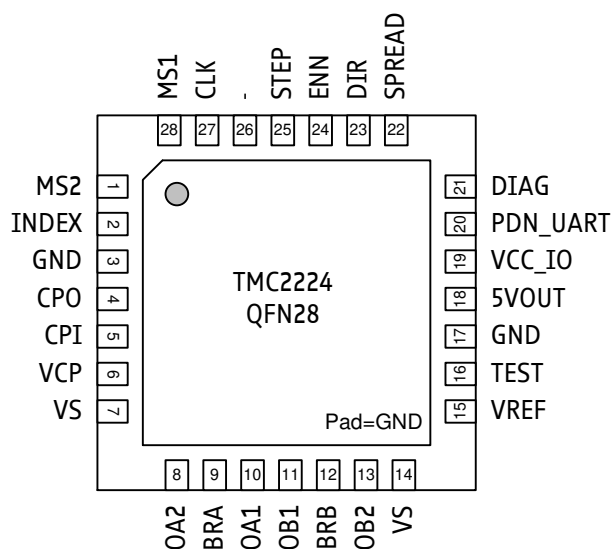 MS1 CLK - STEP ENN DIR SPREAD
28 27 26 25 24 23 22
MS2 1
INDEX 2
GND 3
CPO 4
CPI 5
VCP 6
VS 7
TMC2224
QFN28
Pad=GND
21 DIAG
20 PDN_UART
19 VCC_IO
18 5VOUT
17 GND
16 TEST
15 VREF
8 9 10 11 12 13 14
OA2 BRA OA1 OB1 BRB OB2 VS